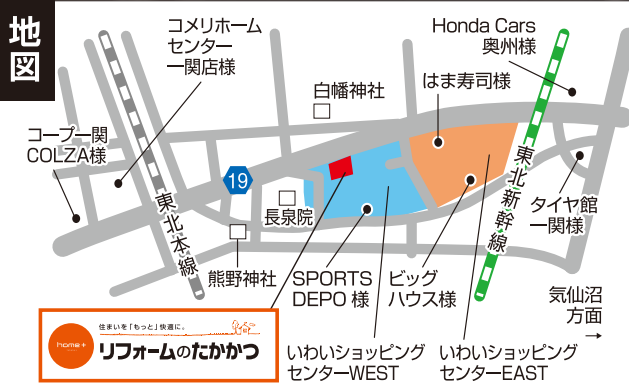 地図
コメリホーム
センター
一関店様
Honda Cars
奥州様
はま寿司様
白幡神社
コープ一関
COLZA様
19
東北本線
長泉院
熊野神社
東北新幹線
タイヤ館
一関様
SPORTS
DEPO 様
ビッグ
ハウス様
気仙沼
方面
→
home+
住まいを「もっと」快適に。
リフォームのたかかつ
いわいショッピング
センターWEST
いわいショッピング
センターEAST